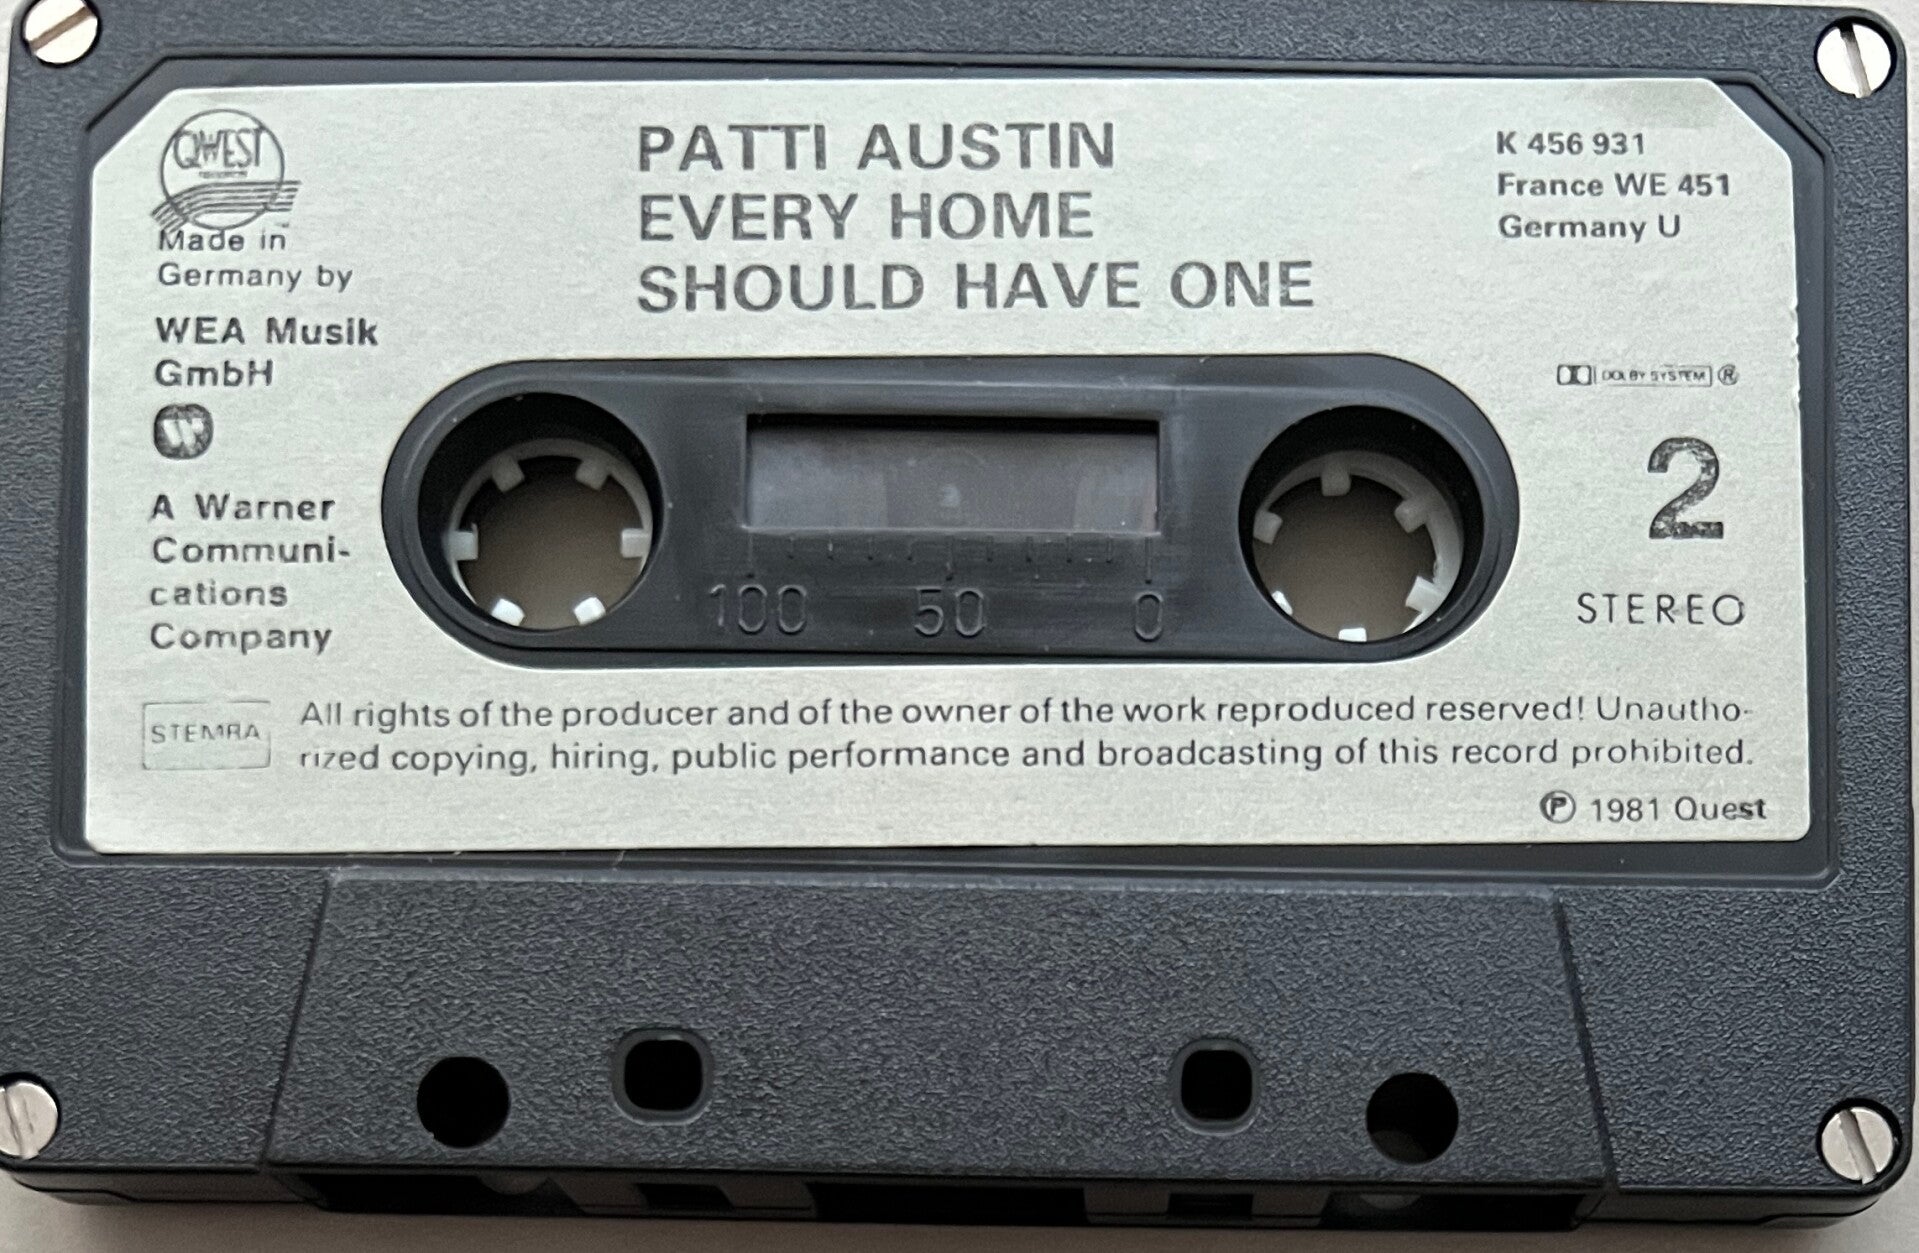 QWEST
PATTI AUSTIN
EVERY HOME
SHOULD HAVE ONE
K 456 931
France WE 451
Germany U
Made in
Germany by
WEA Musik
GmbH
A Warner
Communi-
cations
Company
DOLBY SYSTEM ®
2
STEREO
100 50 0
STEMRA
All rights of the producer and of the owner of the work reproduced reserved! Unautho-
rized copying, hiring, public performance and broadcasting of this record prohibited.
℗ 1981 Quest